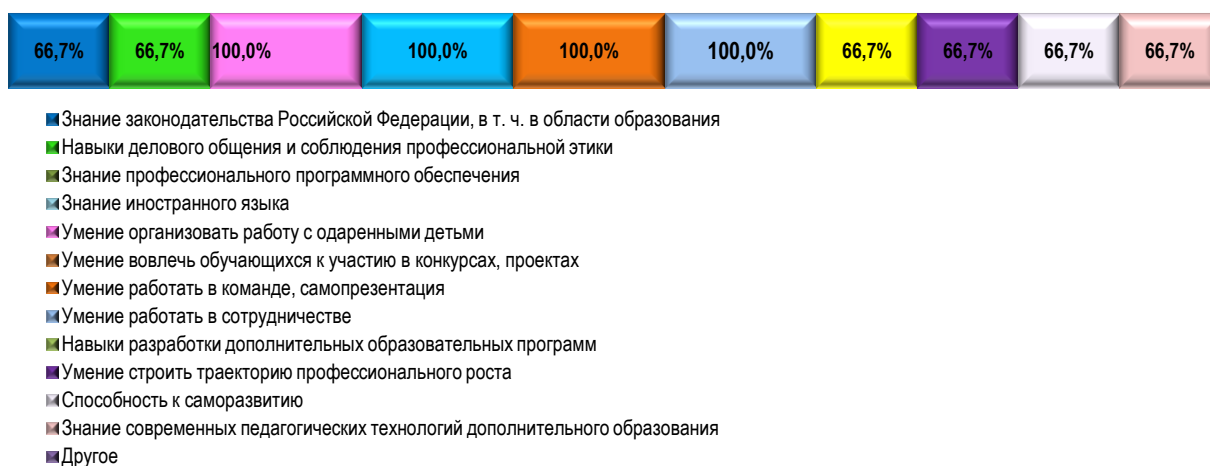 66,7% 66,7% 100,0% 100,0% 100,0% 100,0% 66,7% 66,7% 66,7% 66,7%
Знание законодательства Российской Федерации, в т. ч. в области образования
Навыки делового общения и соблюдения профессиональной этики
Знание профессионального программного обеспечения
Знание иностранного языка
Умение организовать работу с одаренными детьми
Умение вовлечь обучающихся к участию в конкурсах, проектах
Умение работать в команде, самопрезентация
Умение работать в сотрудничестве
Навыки разработки дополнительных образовательных программ
Умение строить траекторию профессионального роста
Способность к саморазвитию
Знание современных педагогических технологий дополнительного образования
Другое